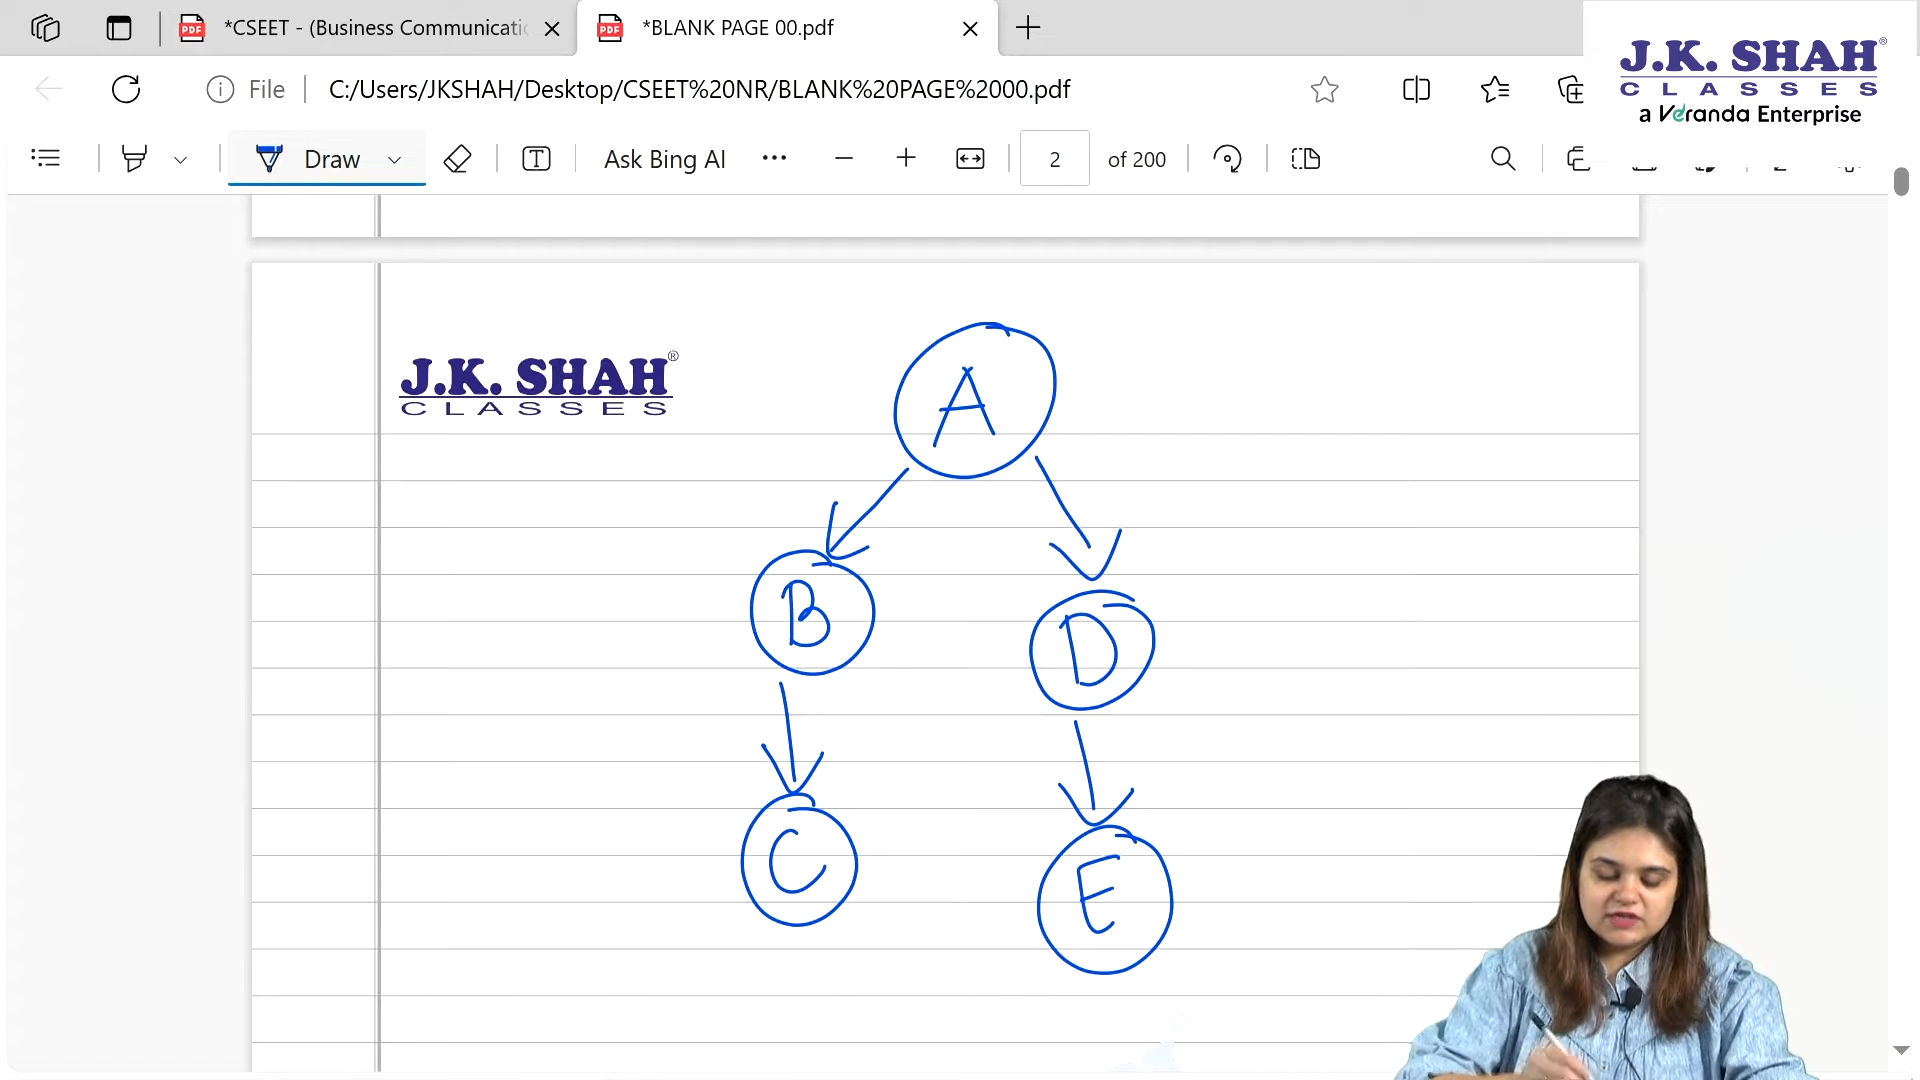 *CSEET - (Business Communicati
*BLANK PAGE 00.pdf
File
C:/Users/JKSHAH/Desktop/CSEET%20NR/BLANK%20PAGE%2000.pdf
J.K. SHAH®
CLASSES
a Veranda Enterprise
Draw
Ask Bing AI
2
of 200
J.K. SHAH®
CLASSES
A
B
D
C
E